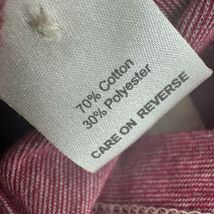 70% Cotton
30% Polyester
CARE ON REVERSE